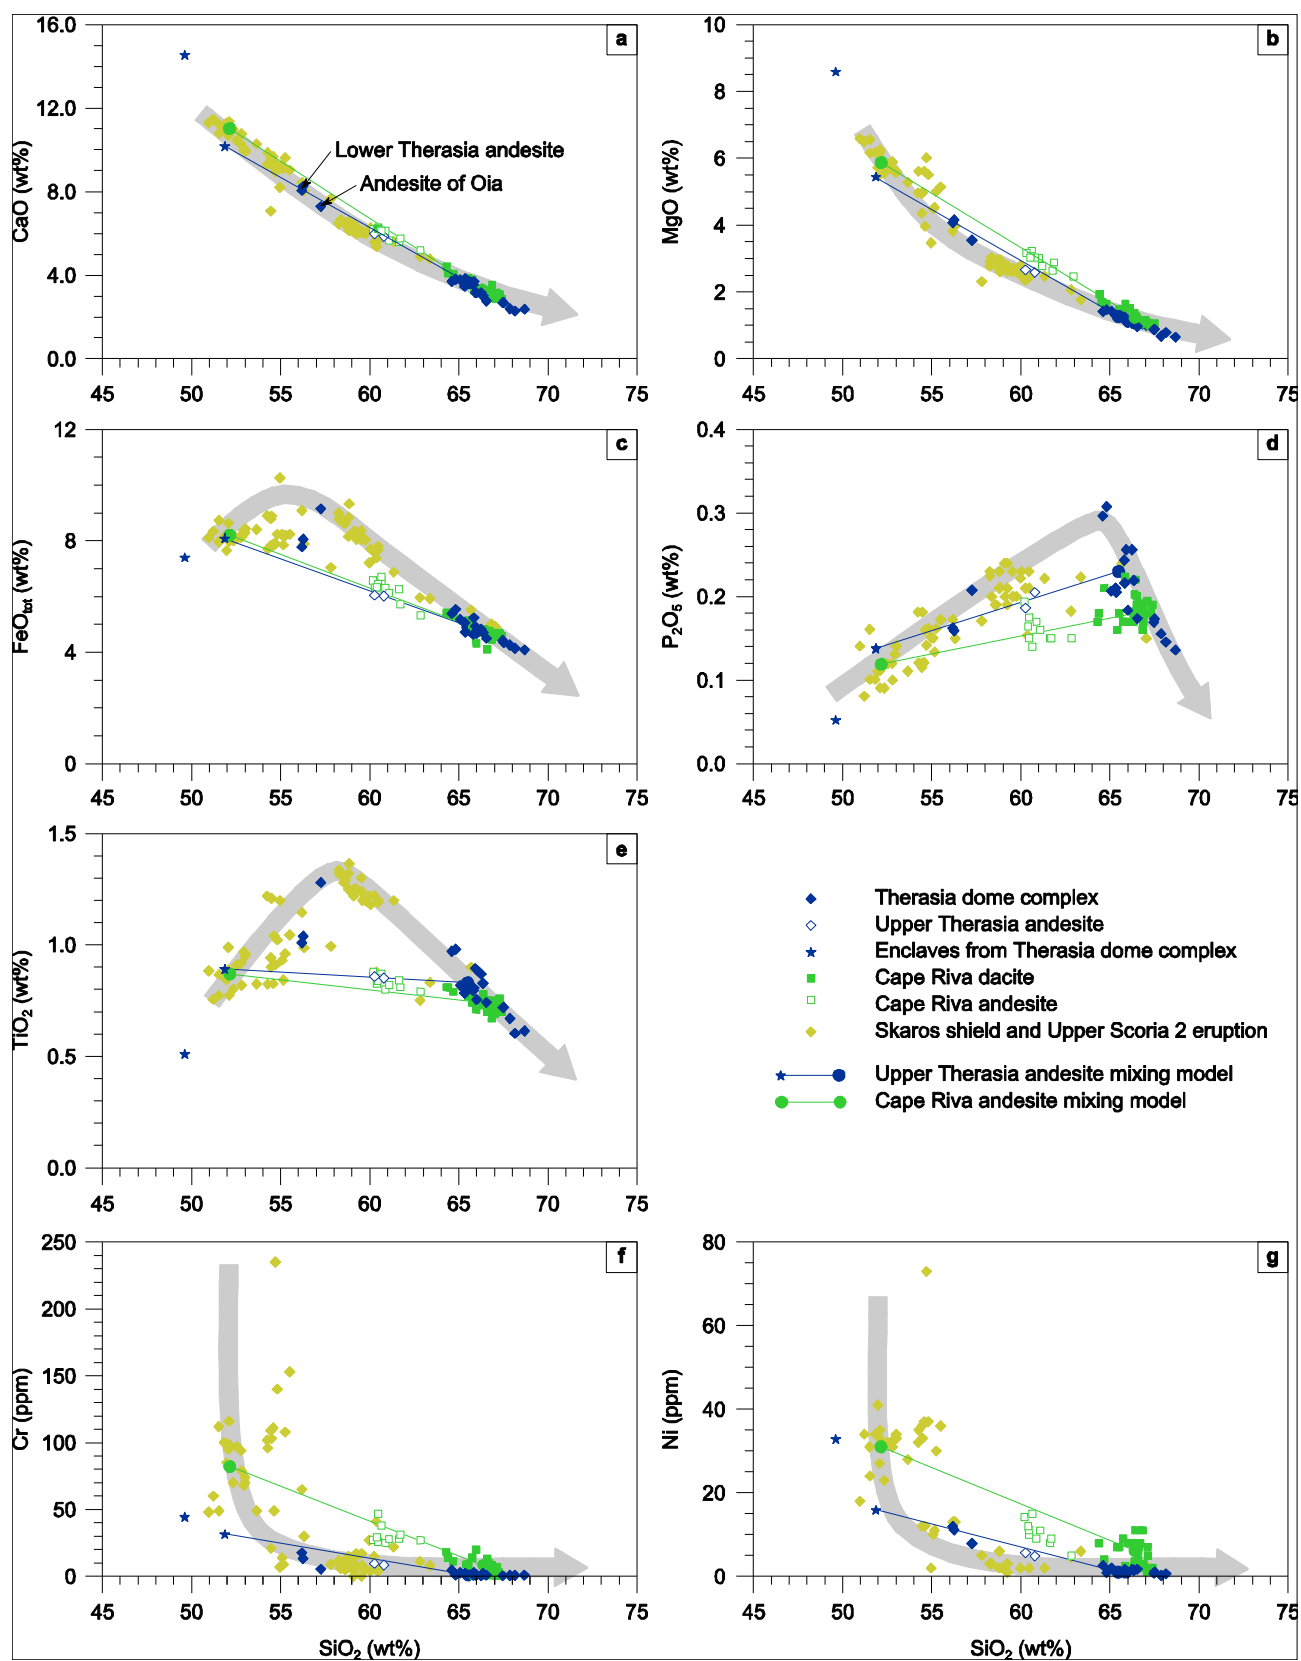 16.0
12.0
8.0
4.0
0.0
CaO (wt%)
a
Lower Therasia andesite
Andesite of Oia
45 50 55 60 65 70 75
10
8
6
4
2
0
MgO (wt%)
b
45 50 55 60 65 70 75
12
8
4
0
FeO_tot (wt%)
c
45 50 55 60 65 70 75
0.4
0.3
0.2
0.1
0.0
P₂O₅ (wt%)
d
45 50 55 60 65 70 75
1.5
1.0
0.5
0.0
TiO₂ (wt%)
e
45 50 55 60 65 70 75
Therasia dome complex
Upper Therasia andesite
Enclaves from Therasia dome complex
Cape Riva dacite
Cape Riva andesite
Skaros shield and Upper Scoria 2 eruption
Upper Therasia andesite mixing model
Cape Riva andesite mixing model
250
200
150
100
50
0
Cr (ppm)
f
45 50 55 60 65 70 75
SiO₂ (wt%)
80
60
40
20
0
Ni (ppm)
g
45 50 55 60 65 70 75
SiO₂ (wt%)